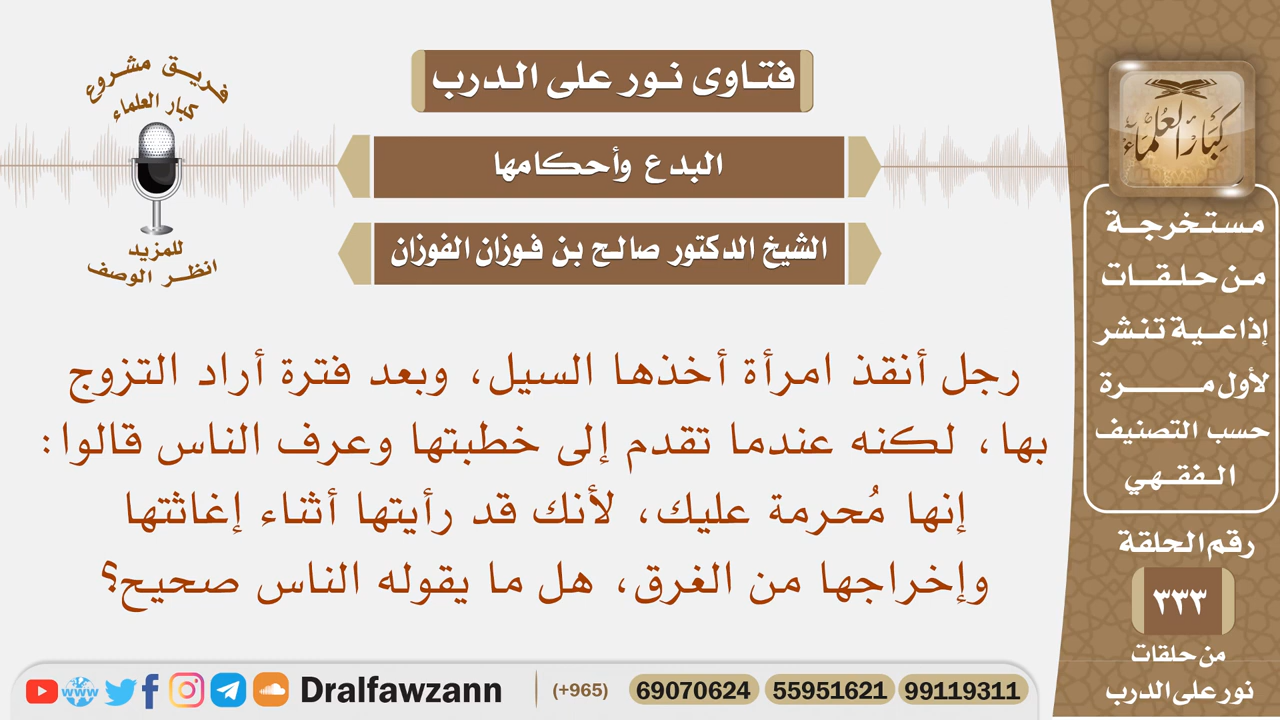 فتاوى نور على الدرب
البدع وأحكامها
الشيخ الدكتور صالح بن فوزان الفوزان
فريق مشروع
كبار العلماء
للمزيد
انظر الوصف
رجل أنقذ امرأة أخذها السيل، وبعد فترة أراد التزوج
بها، لكنه عندما تقدم إلى خطبتها وعرف الناس قالوا:
إنها مُحرمة عليك، لأنك قد رأيتها أثناء إغاثتها
وإخراجها من الغرق، هل ما يقوله الناس صحيح؟
كبار العلماء
مستخرجة
من حلقات
إذاعية تنشر
لأول مرة
حسب التصنيف
الفقهي
رقم الحلقة
٣٣٣
من حلقات
نور على الدرب
www Dralfawzann (+965) 69070624 55951621 99119311